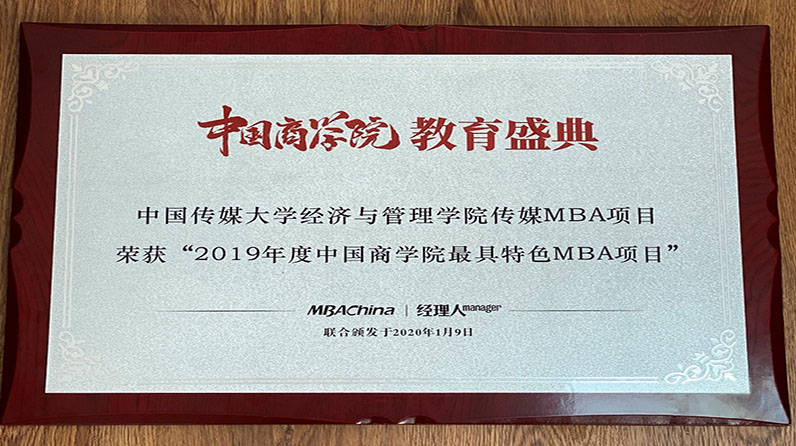 中国商学院 教育盛典
中国传媒大学经济与管理学院传媒MBA项目
荣获“2019年度中国商学院最具特色MBA项目”
MBAChina | 经理人manager
联合颁发于2020年1月9日